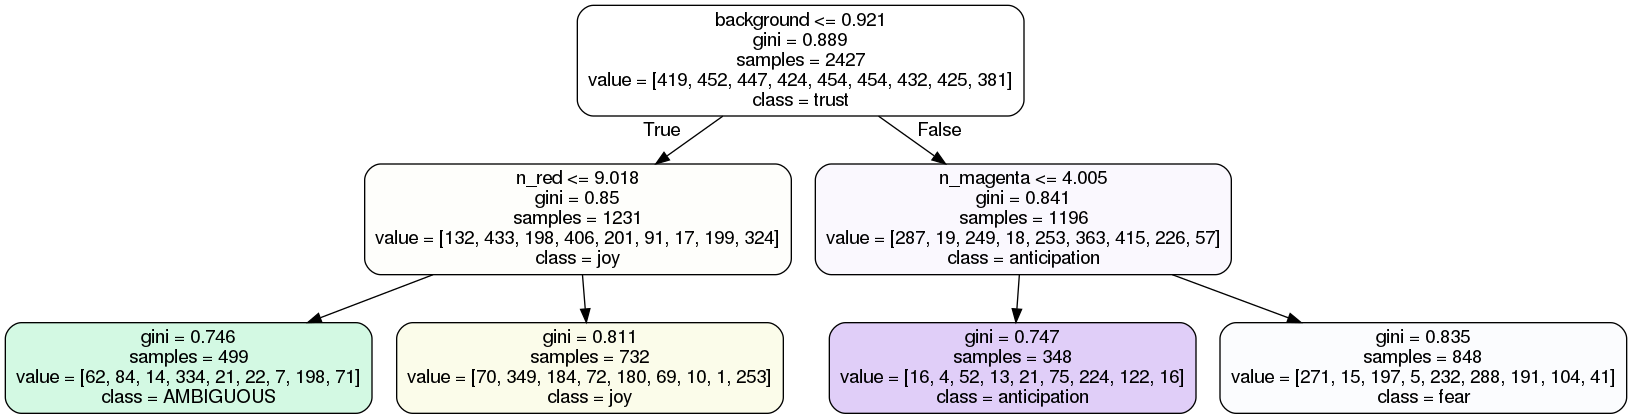 background <= 0.921
gini = 0.889
samples = 2427
value = [419, 452, 447, 424, 454, 454, 432, 425, 381]
class = trust
True
False
n_red <= 9.018
gini = 0.85
samples = 1231
value = [132, 433, 198, 406, 201, 91, 17, 199, 324]
class = joy
n_magenta <= 4.005
gini = 0.841
samples = 1196
value = [287, 19, 249, 18, 253, 363, 415, 226, 57]
class = anticipation
gini = 0.746
samples = 499
value = [62, 84, 14, 334, 21, 22, 7, 198, 71]
class = AMBIGUOUS
gini = 0.811
samples = 732
value = [70, 349, 184, 72, 180, 69, 10, 1, 253]
class = joy
gini = 0.747
samples = 348
value = [16, 4, 52, 13, 21, 75, 224, 122, 16]
class = anticipation
gini = 0.835
samples = 848
value = [271, 15, 197, 5, 232, 288, 191, 104, 41]
class = fear